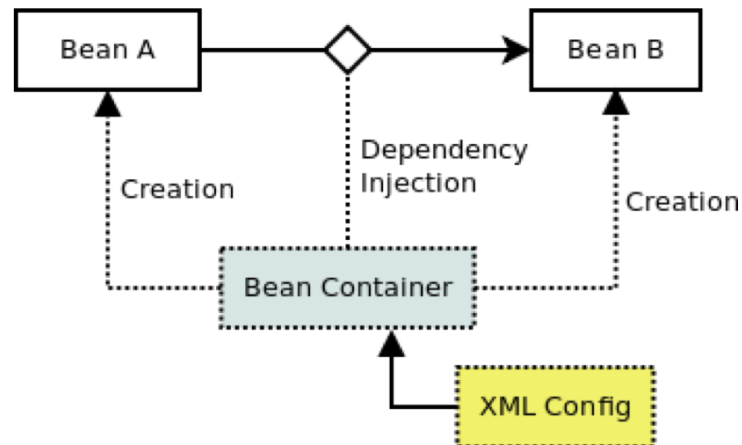 Bean A
Bean B
Dependency
Injection
Creation
Creation
Bean Container
XML Config